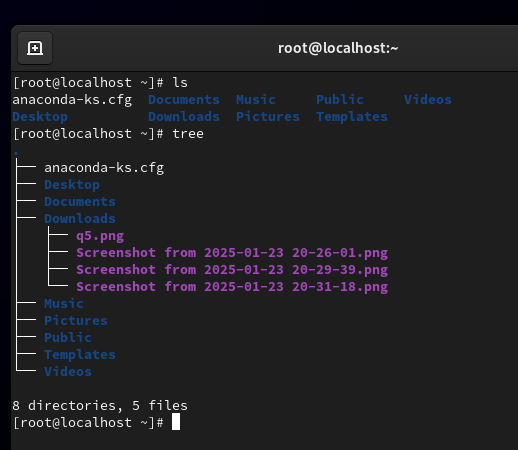 root@localhost:~
[root@localhost ~]# ls
anaconda-ks.cfg  Documents  Music     Public     Videos
Desktop          Downloads  Pictures  Templates
[root@localhost ~]# tree
.
├── anaconda-ks.cfg
├── Desktop
├── Documents
├── Downloads
│   ├── q5.png
│   ├── Screenshot from 2025-01-23 20-26-01.png
│   ├── Screenshot from 2025-01-23 20-29-39.png
│   └── Screenshot from 2025-01-23 20-31-18.png
├── Music
├── Pictures
├── Public
├── Templates
└── Videos

8 directories, 5 files
[root@localhost ~]#